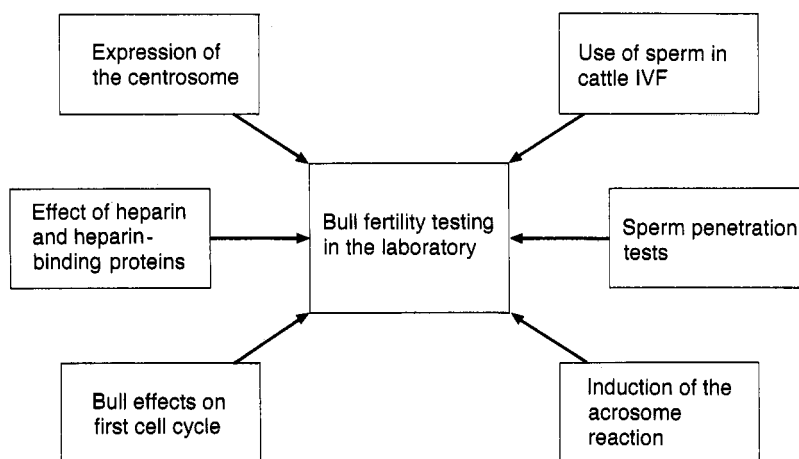 Expression of
the centrosome
Use of sperm in
cattle IVF
Effect of heparin
and heparin-
binding proteins
Bull fertility testing
in the laboratory
Sperm penetration
tests
Bull effects on
first cell cycle
Induction of the
acrosome
reaction